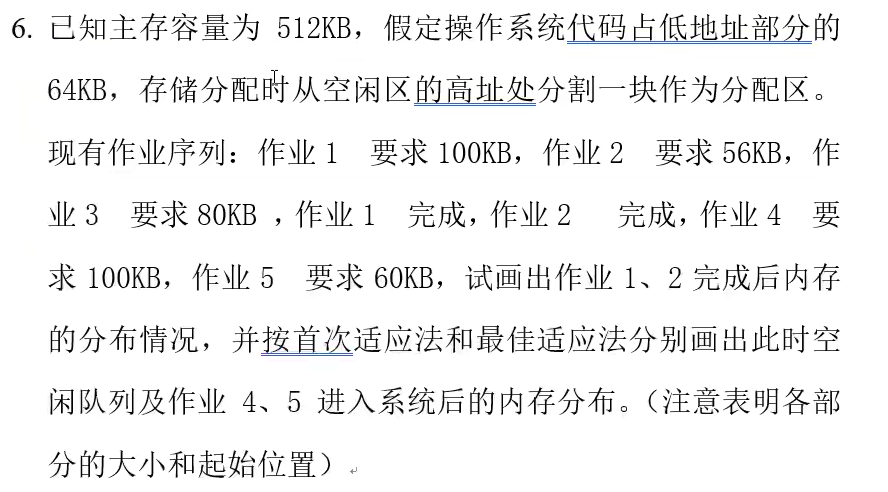 6. 已知主存容量为 512KB，假定操作系统代码占低地址部分的
64KB，存储分配时从空闲区的高址处分割一块作为分配区。
现有作业序列：作业 1 要求 100KB，作业 2 要求 56KB，作
业 3 要求 80KB ，作业 1 完成，作业 2 完成，作业 4 要
求 100KB，作业 5 要求 60KB，试画出作业 1、2 完成后内存
的分布情况，并按首次适应法和最佳适应法分别画出此时空
闲队列及作业 4、5 进入系统后的内存分布。（注意表明各部
分的大小和起始位置）